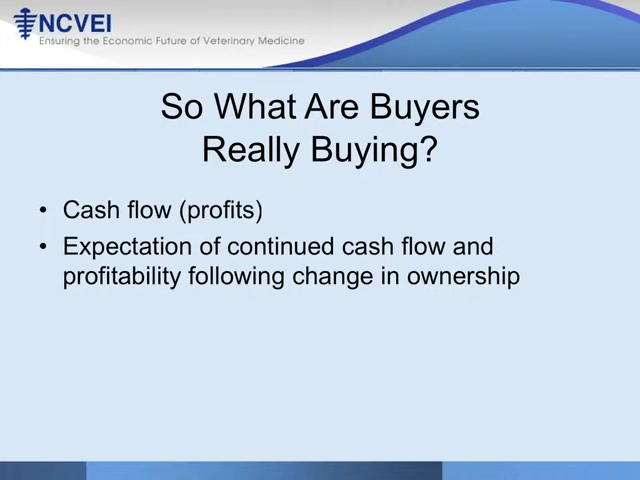 NCVEI
Ensuring the Economic Future of Veterinary Medicine
So What Are Buyers
Really Buying?
• Cash flow (profits)
• Expectation of continued cash flow and
profitability following change in ownership